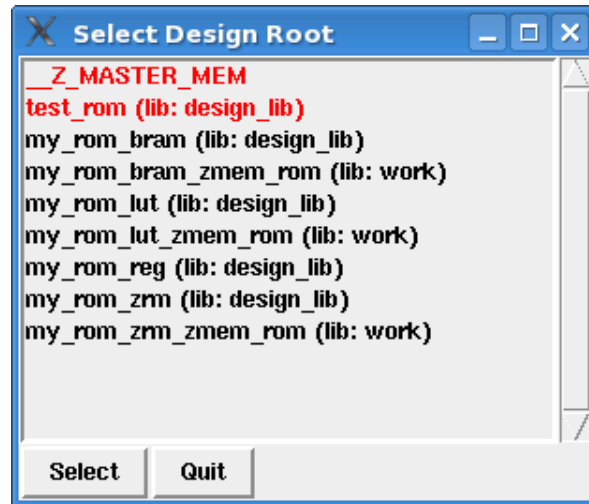 Select Design Root
__Z_MASTER_MEM
test_rom (lib: design_lib)
my_rom_bram (lib: design_lib)
my_rom_bram_zmem_rom (lib: work)
my_rom_lut (lib: design_lib)
my_rom_lut_zmem_rom (lib: work)
my_rom_reg (lib: design_lib)
my_rom_zrm (lib: design_lib)
my_rom_zrm_zmem_rom (lib: work)
Select Quit